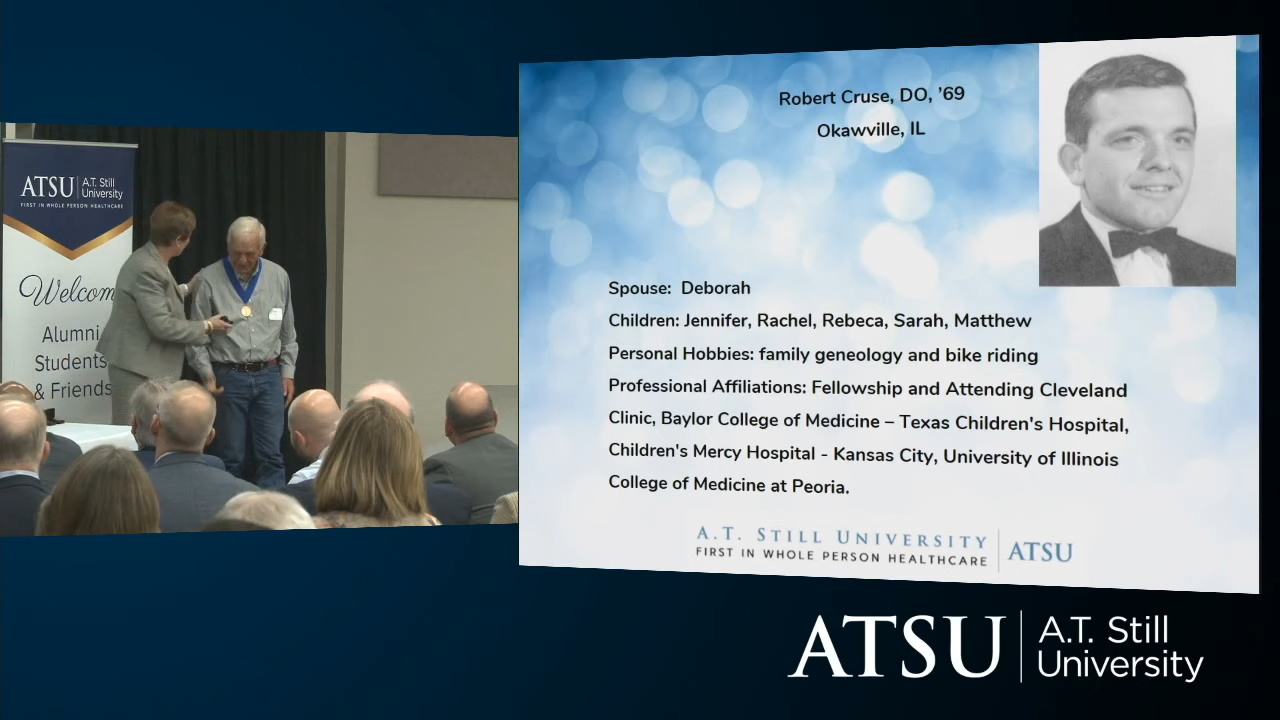 ATSU
A.T. Still
University
FIRST IN WHOLE PERSON HEALTHCARE
Welcom
Alumni
Students
& Friends
Robert Cruse, DO, ’69
Okawville, IL
Spouse:  Deborah
Children: Jennifer, Rachel, Rebeca, Sarah, Matthew
Personal Hobbies: family geneology and bike riding
Professional Affiliations: Fellowship and Attending Cleveland
Clinic, Baylor College of Medicine – Texas Children's Hospital,
Children's Mercy Hospital - Kansas City, University of Illinois
College of Medicine at Peoria.
A.T. STILL UNIVERSITY
FIRST IN WHOLE PERSON HEALTHCARE
ATSU
ATSU
A.T. Still
University